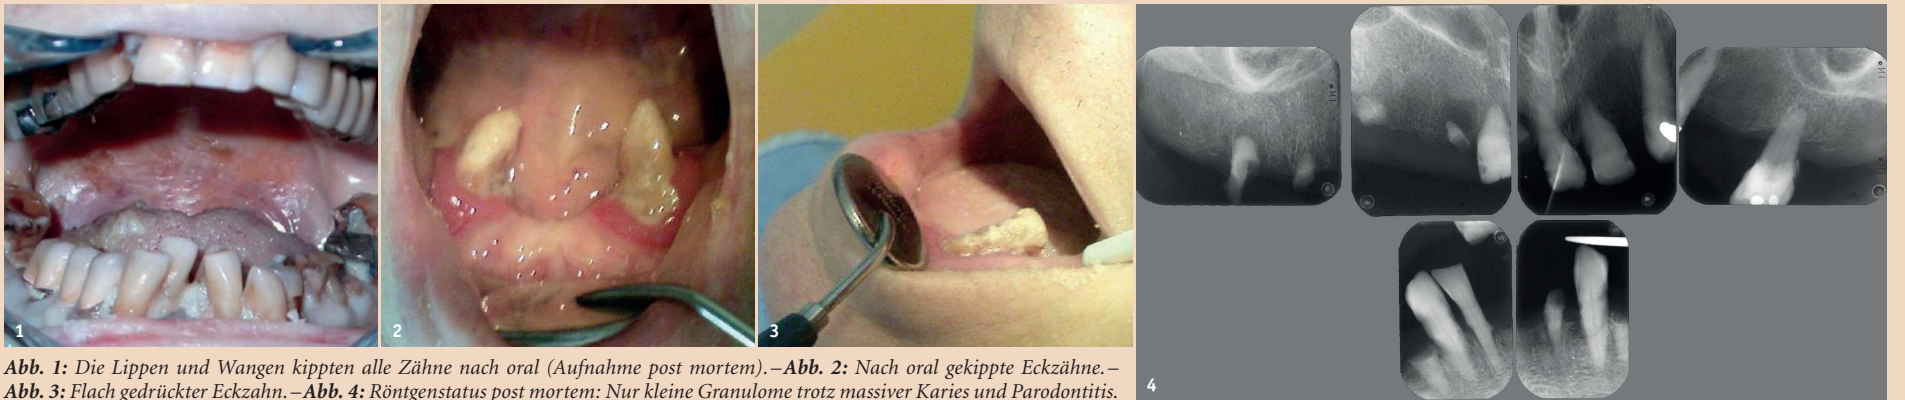 1
2
3
4
Abb. 1: Die Lippen und Wangen kippten alle Zähne nach oral (Aufnahme post mortem). – Abb. 2: Nach oral gekippte Eckzähne. –
Abb. 3: Flach gedrückter Eckzahn. – Abb. 4: Röntgenstatus post mortem: Nur kleine Granulome trotz massiver Karies und Parodontitis.